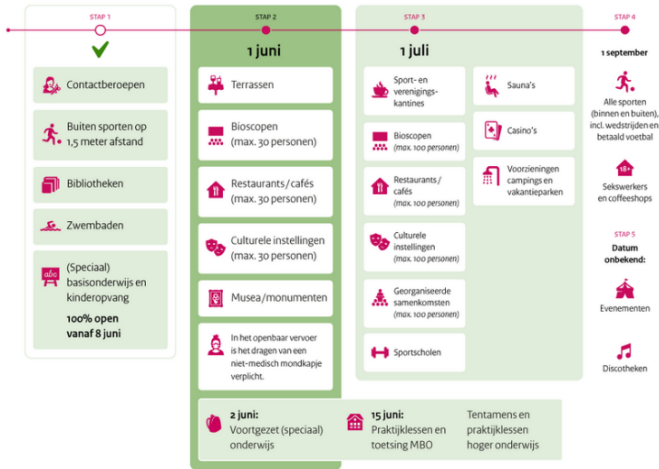 STAP 1
Contactberoepen
Buiten sporten op
1,5 meter afstand
Bibliotheken
Zwembaden
abc
(Speciaal)
basisonderwijs en
kinderopvang
100% open
vanaf 8 juni
STAP 2
1 juni
Terrassen
Bioscopen
(max. 30 personen)
Restaurants/cafés
(max. 30 personen)
Culturele instellingen
(max. 30 personen)
Musea/monumenten
In het openbaar vervoer
is het dragen van een
niet-medisch mondkapje
verplicht.
2 juni:
Voortgezet (speciaal)
onderwijs
15 juni:
Praktijklessen en
toetsing MBO
Tentamens en
praktijklessen
hoger onderwijs
STAP 3
1 juli
Sport- en
verenigings-
kantines
Bioscopen
(max. 100 personen)
Restaurants/
cafés
(max. 100 personen)
Culturele
instellingen
(max. 100 personen)
Georganiseerde
samenkomsten
(max. 100 personen)
Sportscholen
Sauna's
Casino's
Voorzieningen
campings en
vakantieparken
STAP 4
1 september
Alle sporten
(binnen en buiten),
incl. wedstrijden en
betaald voetbal
18+
Sekswerkers
en coffeeshops
STAP 5
Datum
onbekend:
Evenementen
Discotheken